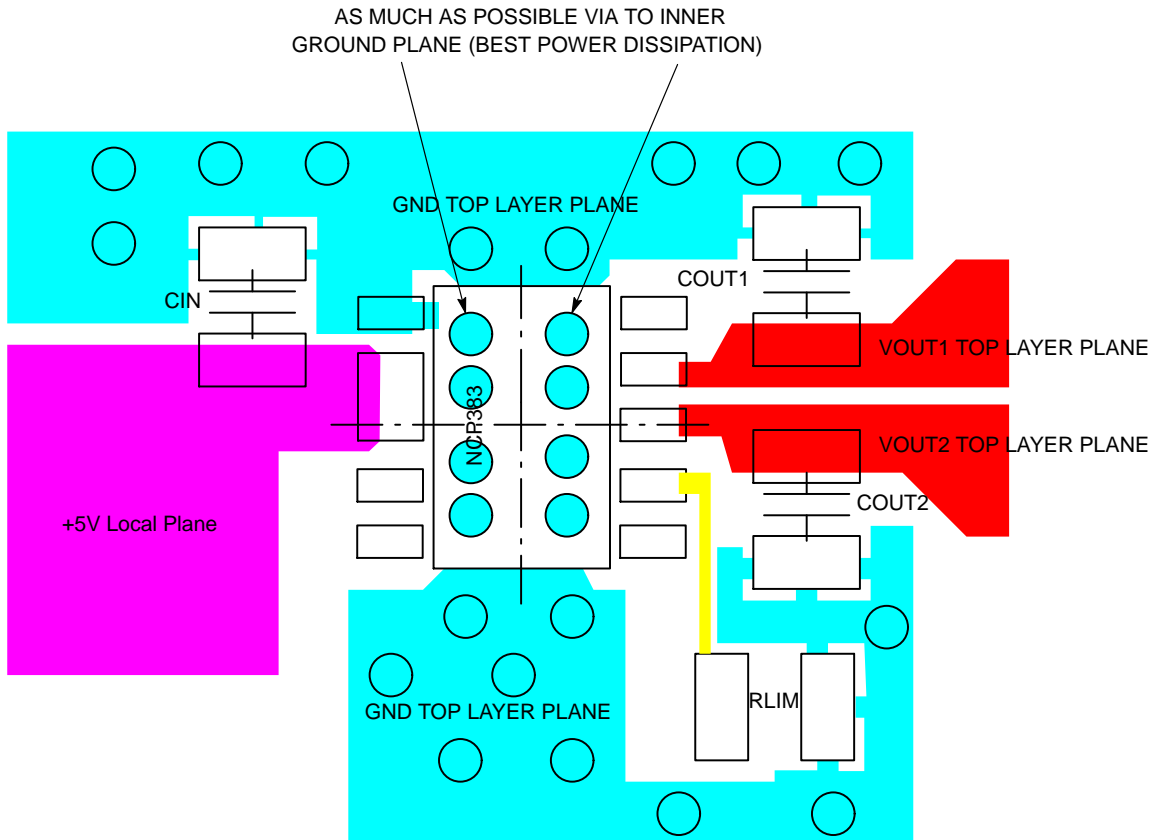 AS MUCH AS POSSIBLE VIA TO INNER
GROUND PLANE (BEST POWER DISSIPATION)
GND TOP LAYER PLANE
COUT1
CIN
VOUT1 TOP LAYER PLANE
NCP383
VOUT2 TOP LAYER PLANE
COUT2
+5V Local Plane
RLIM
GND TOP LAYER PLANE